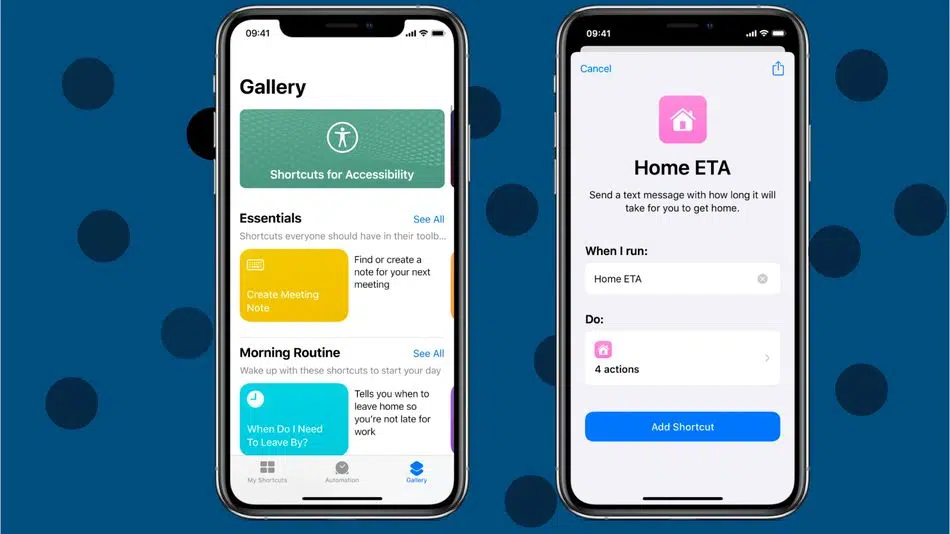 09:41
Gallery
Shortcuts for Accessibility
Essentials
See All
Shortcuts everyone should have in their toolb...
Create Meeting
Note
Find or create a
note for your next
meeting
Morning Routine
See All
Wake up with these shortcuts to start your day
When Do I Need
To Leave By?
Tells you when to
leave home so
you're not late for
work
My Shortcuts
Automation
Gallery
09:41
Cancel
Home ETA
Send a text message with how long it will
take for you to get home.
When I run:
Home ETA
Do:
4 actions
Add Shortcut